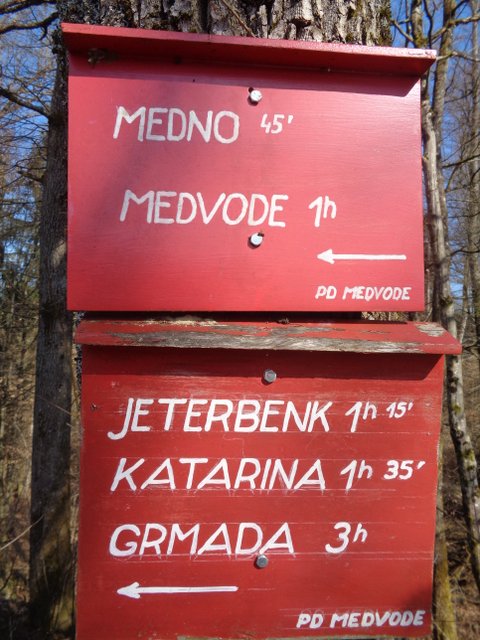 MEDNO 45'
MEDVODE 1h
PD MEDVODE
JETERBENK 1h 15'
KATARINA 1h 35'
GRMADA 3h
PD MEDVODE